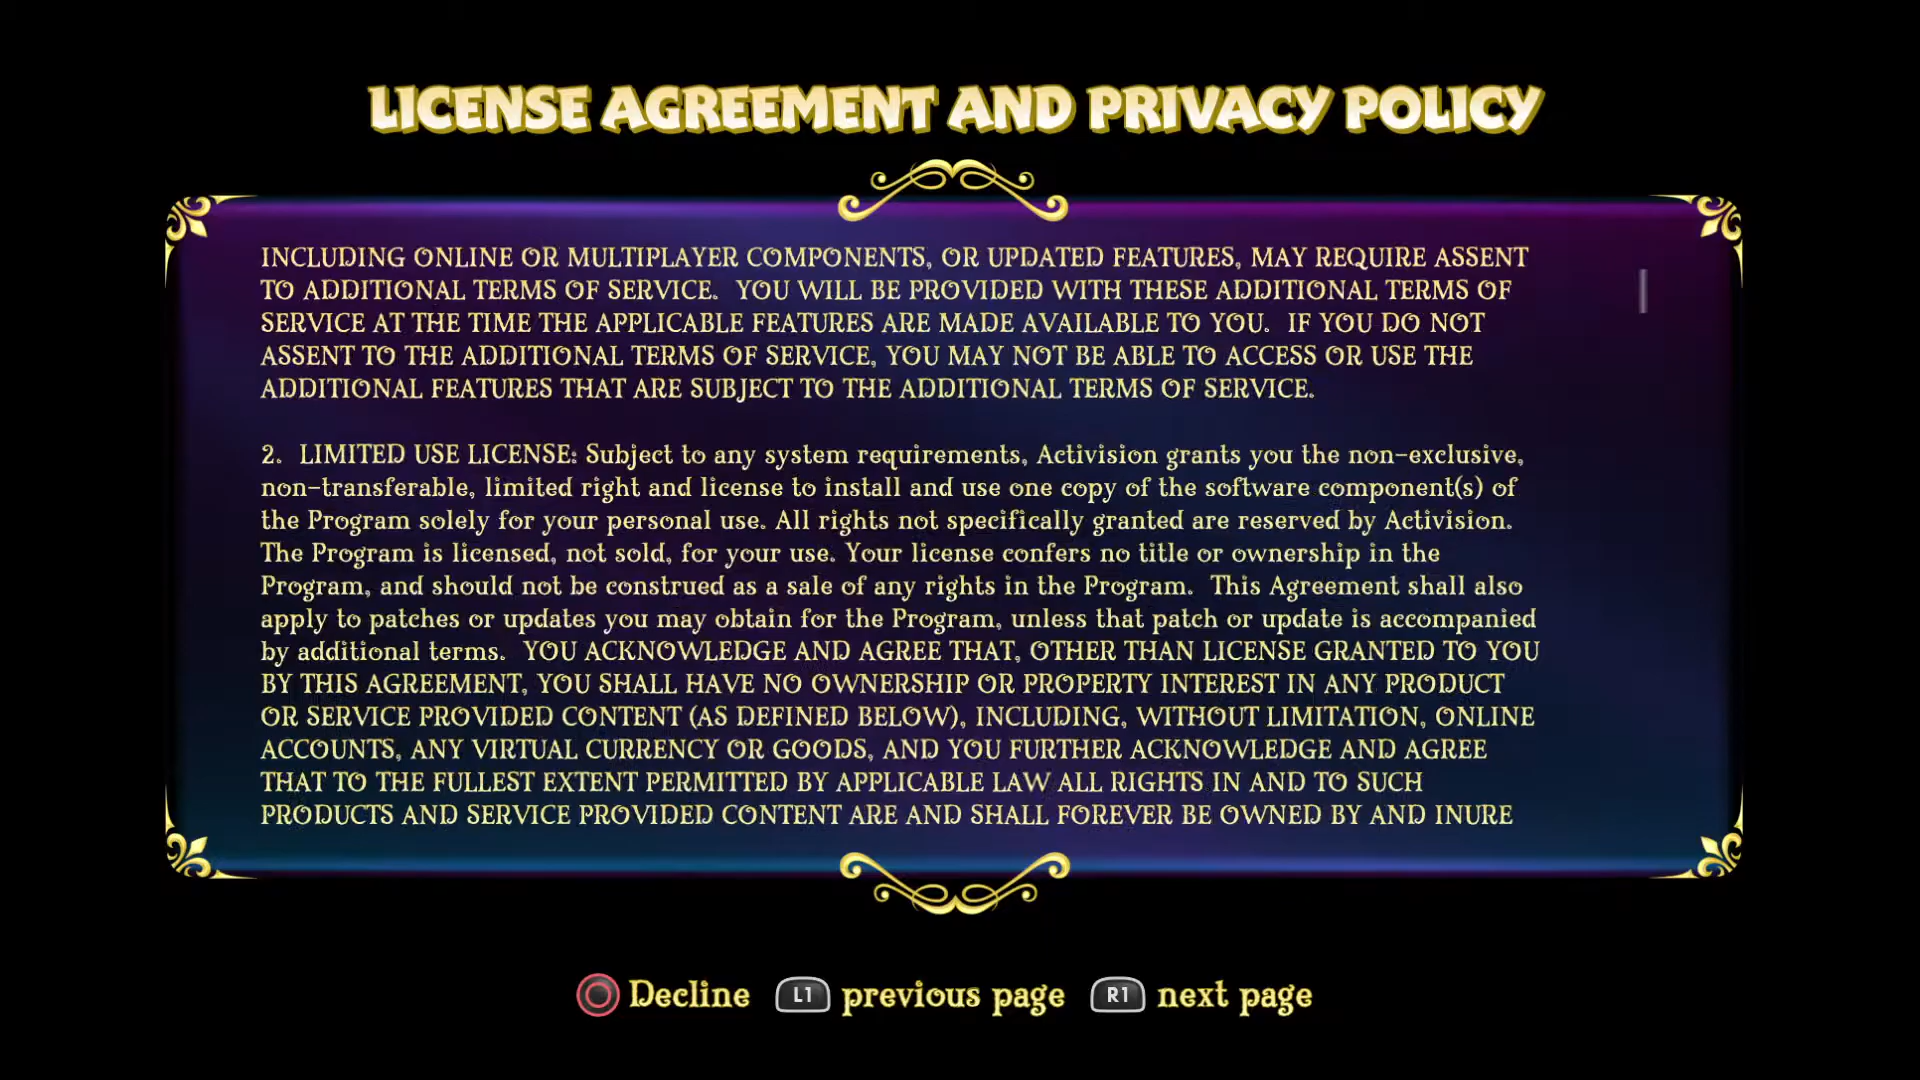 LICENSE AGREEMENT AND PRIVACY POLICY
INCLUDING ONLINE OR MULTIPLAYER COMPONENTS, OR UPDATED FEATURES, MAY REQUIRE ASSENT
TO ADDITIONAL TERMS OF SERVICE.  YOU WILL BE PROVIDED WITH THESE ADDITIONAL TERMS OF
SERVICE AT THE TIME THE APPLICABLE FEATURES ARE MADE AVAILABLE TO YOU.  IF YOU DO NOT
ASSENT TO THE ADDITIONAL TERMS OF SERVICE, YOU MAY NOT BE ABLE TO ACCESS OR USE THE
ADDITIONAL FEATURES THAT ARE SUBJECT TO THE ADDITIONAL TERMS OF SERVICE.
2.  LIMITED USE LICENSE: Subject to any system requirements, Activision grants you the non-exclusive,
non-transferable, limited right and license to install and use one copy of the software component(s) of
the Program solely for your personal use. All rights not specifically granted are reserved by Activision.
The Program is licensed, not sold, for your use. Your license confers no title or ownership in the
Program, and should not be construed as a sale of any rights in the Program.  This Agreement shall also
apply to patches or updates you may obtain for the Program, unless that patch or update is accompanied
by additional terms.  YOU ACKNOWLEDGE AND AGREE THAT, OTHER THAN LICENSE GRANTED TO YOU
BY THIS AGREEMENT, YOU SHALL HAVE NO OWNERSHIP OR PROPERTY INTEREST IN ANY PRODUCT
OR SERVICE PROVIDED CONTENT (AS DEFINED BELOW), INCLUDING, WITHOUT LIMITATION, ONLINE
ACCOUNTS, ANY VIRTUAL CURRENCY OR GOODS, AND YOU FURTHER ACKNOWLEDGE AND AGREE
THAT TO THE FULLEST EXTENT PERMITTED BY APPLICABLE LAW ALL RIGHTS IN AND TO SUCH
PRODUCTS AND SERVICE PROVIDED CONTENT ARE AND SHALL FOREVER BE OWNED BY AND INURE
Decline L1 previous page R1 next page